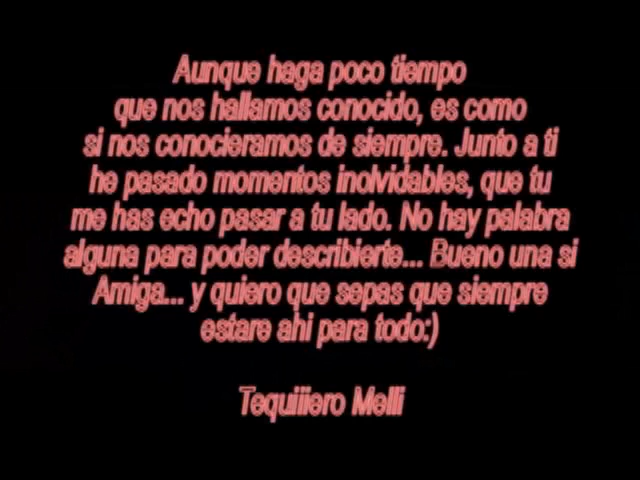 Aunque haga poco tiempo
que nos hallamos conocido, es como
si nos conocieramos de siempre. Junto a ti
he pasado momentos inolvidables, que tu
me has echo pasar a tu lado. No hay palabra
alguna para poder describierte... Bueno una si
Amiga... y quiero que sepas que siempre
estare ahi para todo:)
Tequiiiero Melli